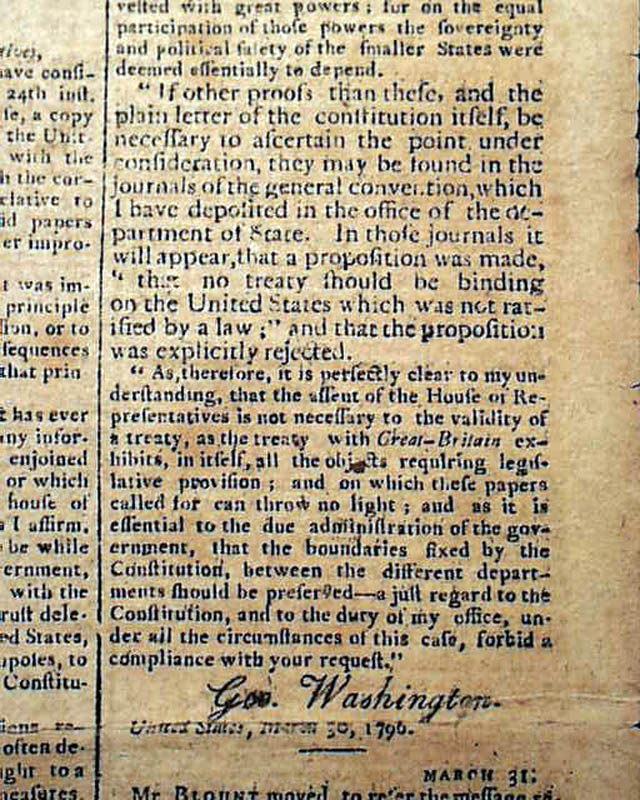 tives,
have conſi-
24th inſt.
le, a copy
the Unit-
with the
h the cor-
relative to
id papers
er impro-
t was im-
principle
ſion, or to
ſequences
that prin
t has ever
ny infor-
enjoined
or which
houſe of
s I affirm.
be while
ernment,
with the
truſt dele-
ed States,
upoſes, to
Conſtitu-
often de-
ght to a
meaſures.
veſted with great powers; for on the equal
participation of thoſe powers the ſovereignty
and political ſafety of the ſmaller States were
deemed eſſentially to depend.
"If other proofs than theſe, and the
plain letter of the conſtitution itſelf, be
neceſſary to aſcertain the point under
conſideration, they may be found in the
journals of the general convention, which
I have depoſited in the office of the de-
partment of State. In thoſe journals it
will appear, that a propoſition was made,
"that no treaty ſhould be binding
on the United States which was not rat-
ified by a law;" and that the propoſition
was explicitly rejected.
"As, therefore, it is perfectly clear to my un-
derſtanding, that the aſſent of the Houſe of Re-
preſentatives is not neceſſary to the validity of
a treaty, as the treaty with Great-Britain ex-
hibits, in itſelf, all the objects requiring legiſ-
lative proviſion; and on which theſe papers
called for can throw no light; and as it is
eſſential to the due adminiſtration of the gov-
ernment, that the boundaries fixed by the
Conſtitution, between the different depart-
ments ſhould be preſerved—a juſt regard to the
Conſtitution, and to the duty of my office, un-
der all the circumſtances of this caſe, forbid a
compliance with your requeſt."
Geo. Washington.
United States, March 30, 1796.
MARCH 31.
Mr. BLOUNT moved, to refer the meſſage re-